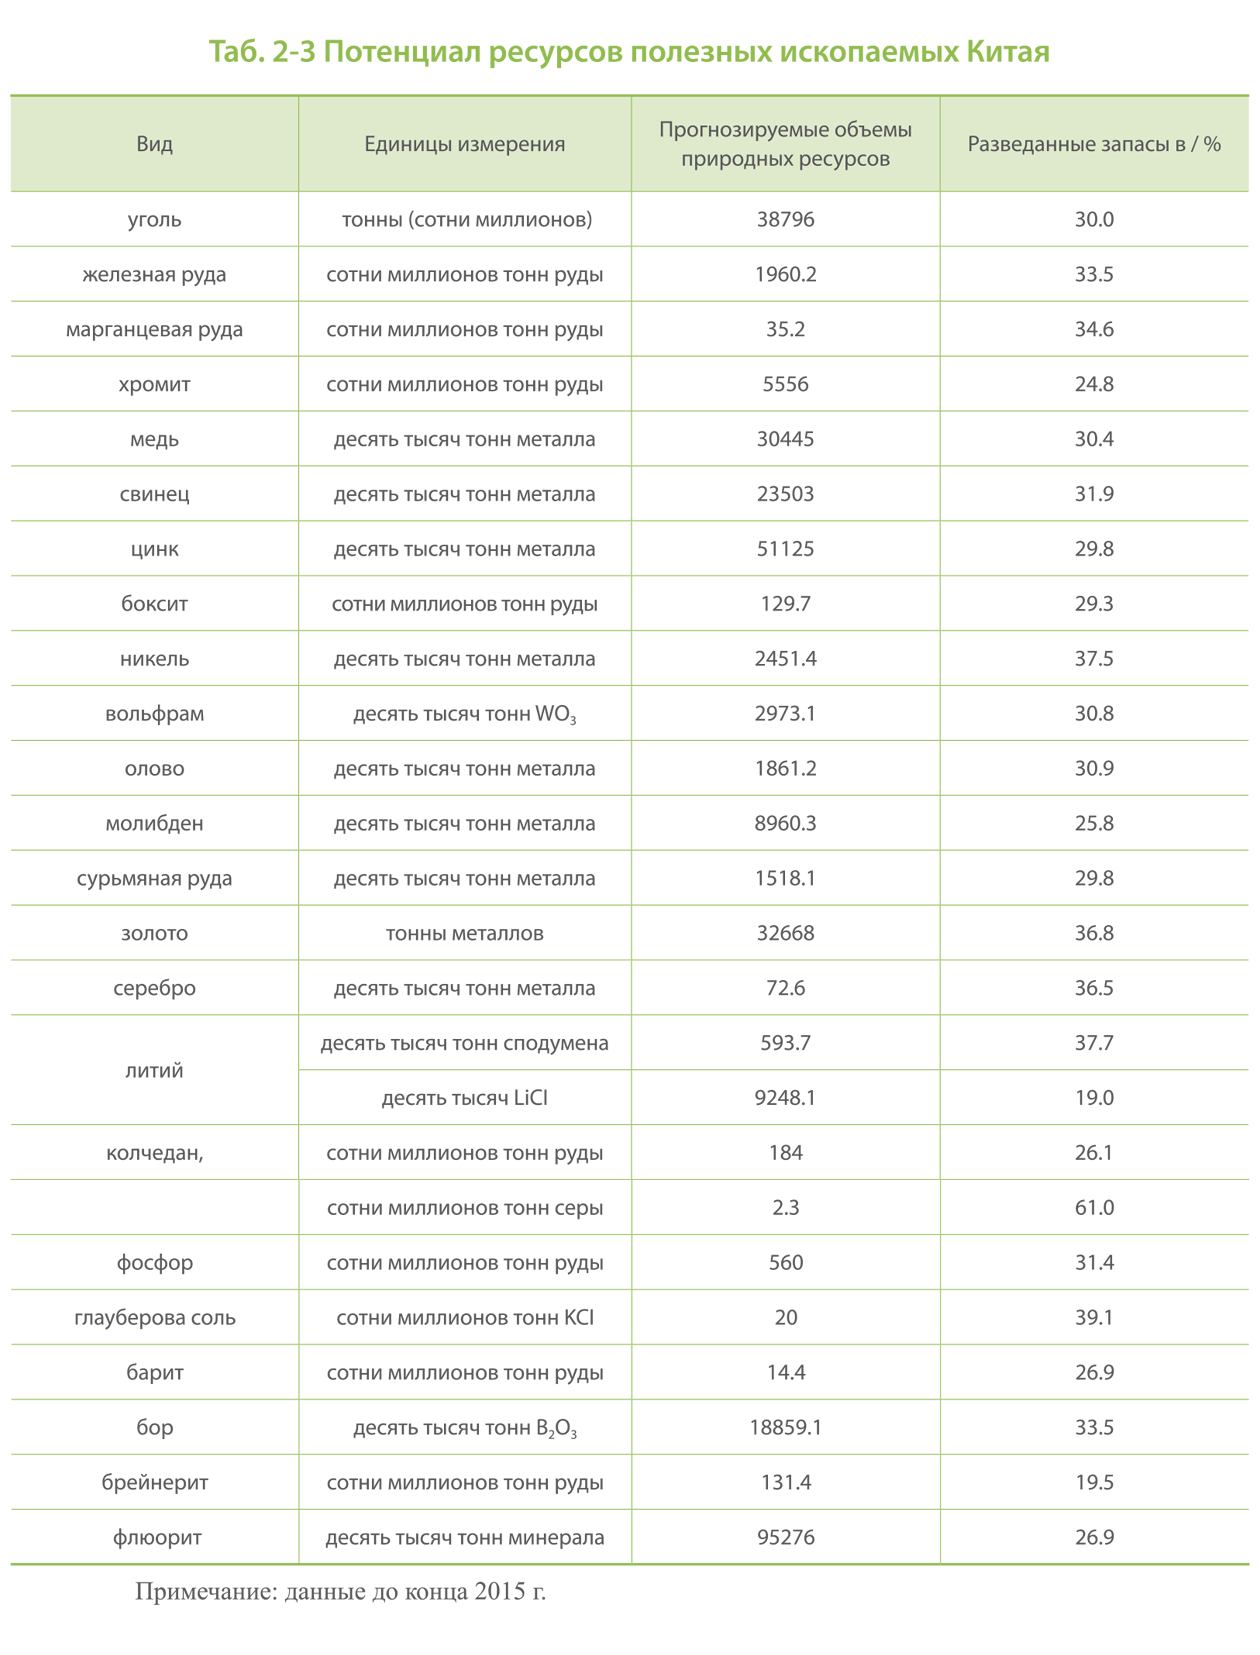 Таб. 2-3 Потенциал ресурсов полезных ископаемых Китая
Вид Единицы измерения Прогнозируемые объемы природных ресурсов Разведанные запасы в / %
уголь тонны (сотни миллионов) 38796 30.0
железная руда сотни миллионов тонн руды 1960.2 33.5
марганцевая руда сотни миллионов тонн руды 35.2 34.6
хромит сотни миллионов тонн руды 5556 24.8
медь десять тысяч тонн металла 30445 30.4
свинец десять тысяч тонн металла 23503 31.9
цинк десять тысяч тонн металла 51125 29.8
боксит сотни миллионов тонн руды 129.7 29.3
никель десять тысяч тонн металла 2451.4 37.5
вольфрам десять тысяч тонн WO₃ 2973.1 30.8
олово десять тысяч тонн металла 1861.2 30.9
молибден десять тысяч тонн металла 8960.3 25.8
сурьмяная руда десять тысяч тонн металла 1518.1 29.8
золото тонны металлов 32668 36.8
серебро десять тысяч тонн металла 72.6 36.5
литий десять тысяч тонн сподумена 593.7 37.7
десять тысяч LiCl 9248.1 19.0
колчедан, сотни миллионов тонн руды 184 26.1
сотни миллионов тонн серы 2.3 61.0
фосфор сотни миллионов тонн руды 560 31.4
глауберова соль сотни миллионов тонн KCl 20 39.1
барит сотни миллионов тонн руды 14.4 26.9
бор десять тысяч тонн B₂O₃ 18859.1 33.5
брейнерит сотни миллионов тонн руды 131.4 19.5
флюорит десять тысяч тонн минерала 95276 26.9
Примечание: данные до конца 2015 г.